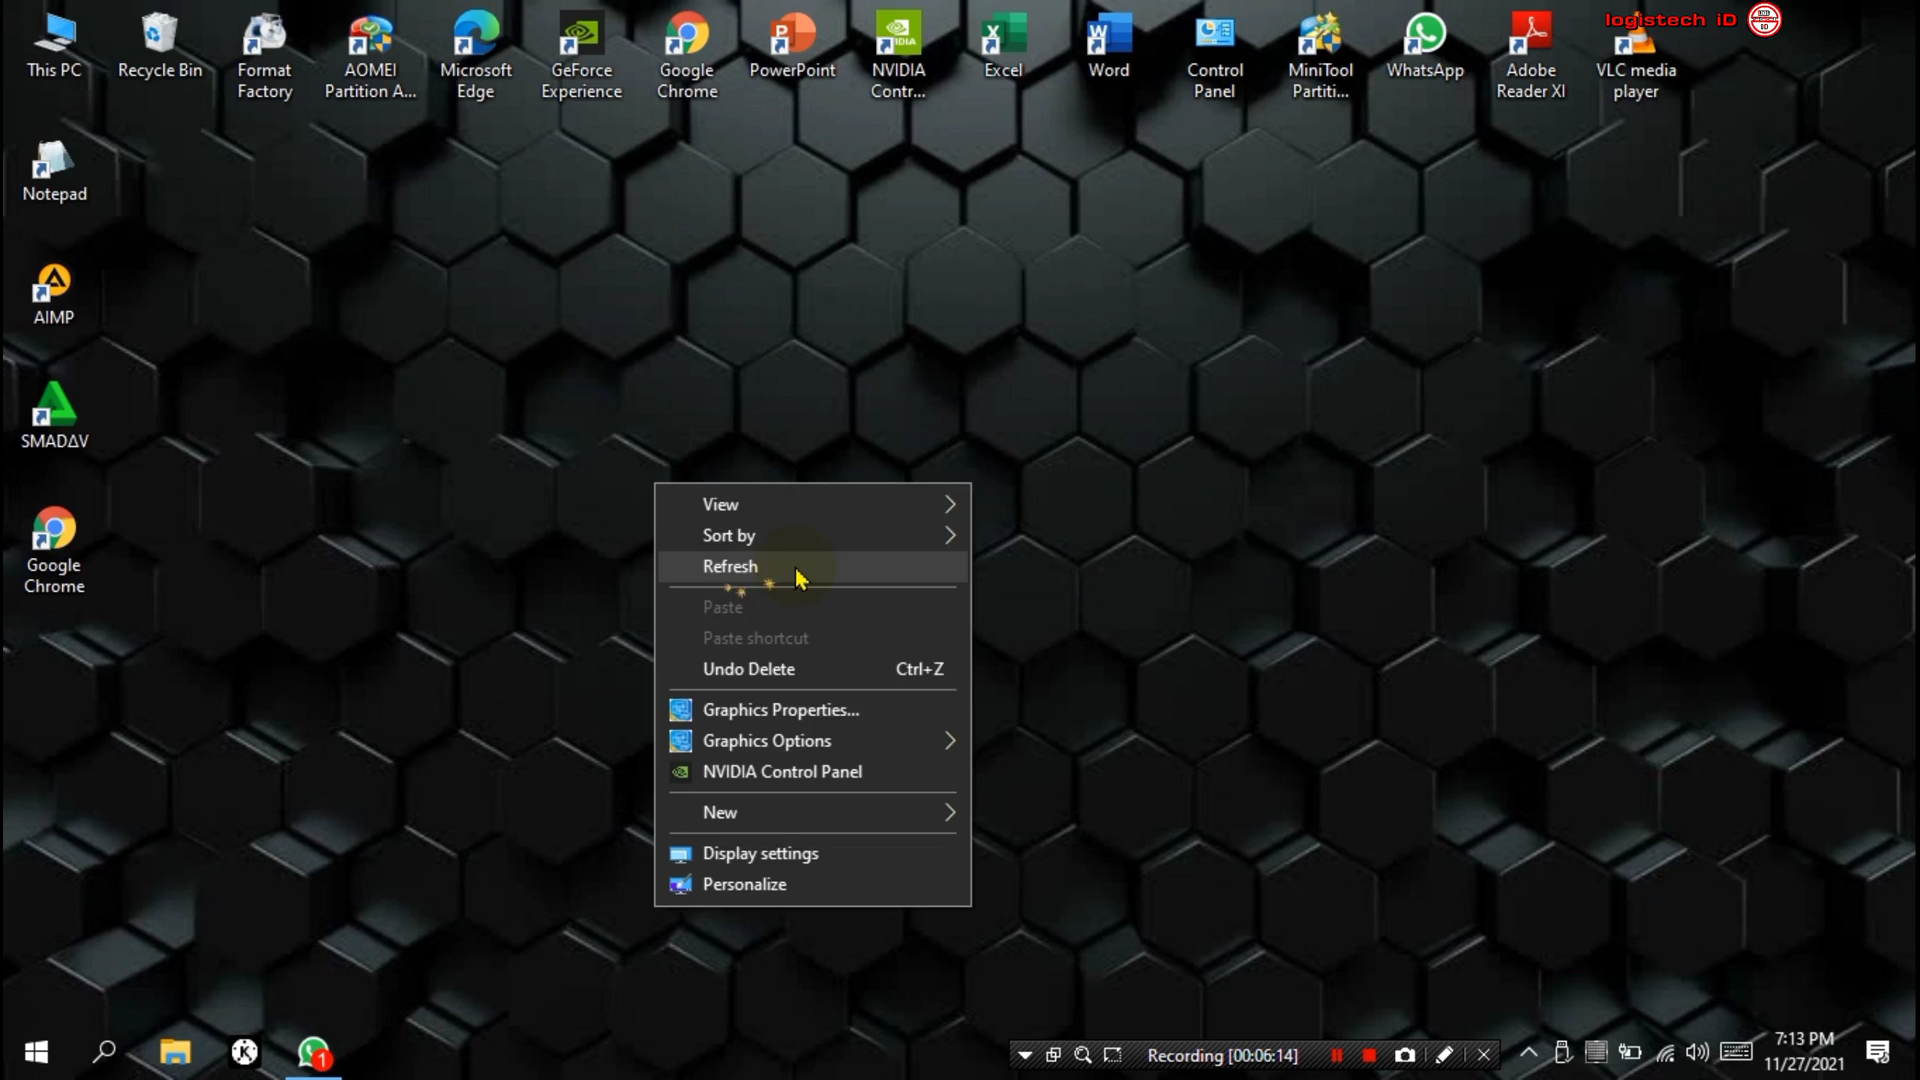 logistech iD
This PC
Recycle Bin
Format
Factory
AOMEI
Partition A...
Microsoft
Edge
GeForce
Experience
Google
Chrome
PowerPoint
NVIDIA
Contr...
Excel
Word
Control
Panel
MiniTool
Partiti...
WhatsApp
Adobe
Reader XI
VLC media
player
Notepad
AIMP
SMADΔV
Google
Chrome
View
Sort by
Refresh
Paste
Paste shortcut
Undo Delete Ctrl+Z
Graphics Properties...
Graphics Options
NVIDIA Control Panel
New
Display settings
Personalize
1
Recording [00:06:14]
7:13 PM
11/27/2021